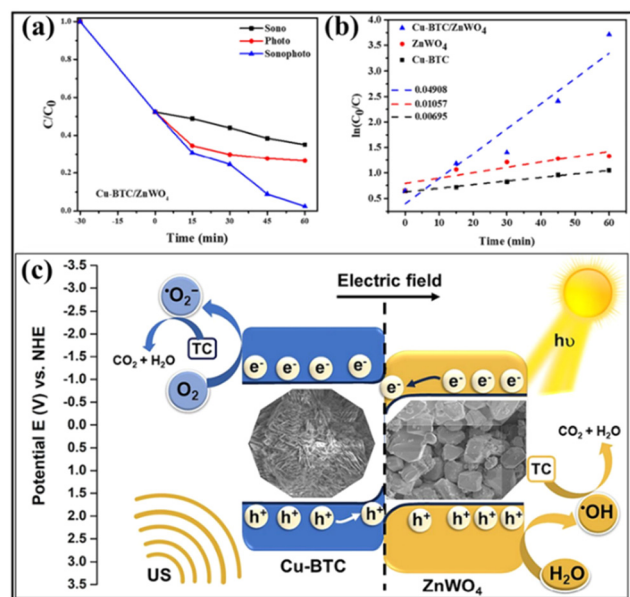 (a)
1.0
0.8
0.6
0.4
0.2
0.0
C/C₀
Sono
Photo
Sonophoto
Cu-BTC/ZnWO₄
-30
-15
0
15
30
45
60
Time (min)
(b)
4.0
3.5
3.0
2.5
2.0
1.5
1.0
0.5
ln(C₀/C)
Cu-BTC/ZnWO₄
ZnWO₄
Cu-BTC
0.04908
0.01057
0.00695
0
10
20
30
40
50
60
Time (min)
(c)
Potential E (V) vs. NHE
-3.5
-3.0
-2.5
-2.0
-1.5
-1.0
-0.5
0.0
0.5
1.0
1.5
2.0
2.5
3.0
3.5
Electric field
•O₂⁻
TC
CO₂ + H₂O
O₂
e⁻ e⁻ e⁻ e⁻
e⁻ e⁻ e⁻ e⁻
hυ
CO₂ + H₂O
TC
•OH
H₂O
h⁺ h⁺ h⁺ h⁺
h⁺ h⁺ h⁺ h⁺
US
Cu-BTC
ZnWO₄